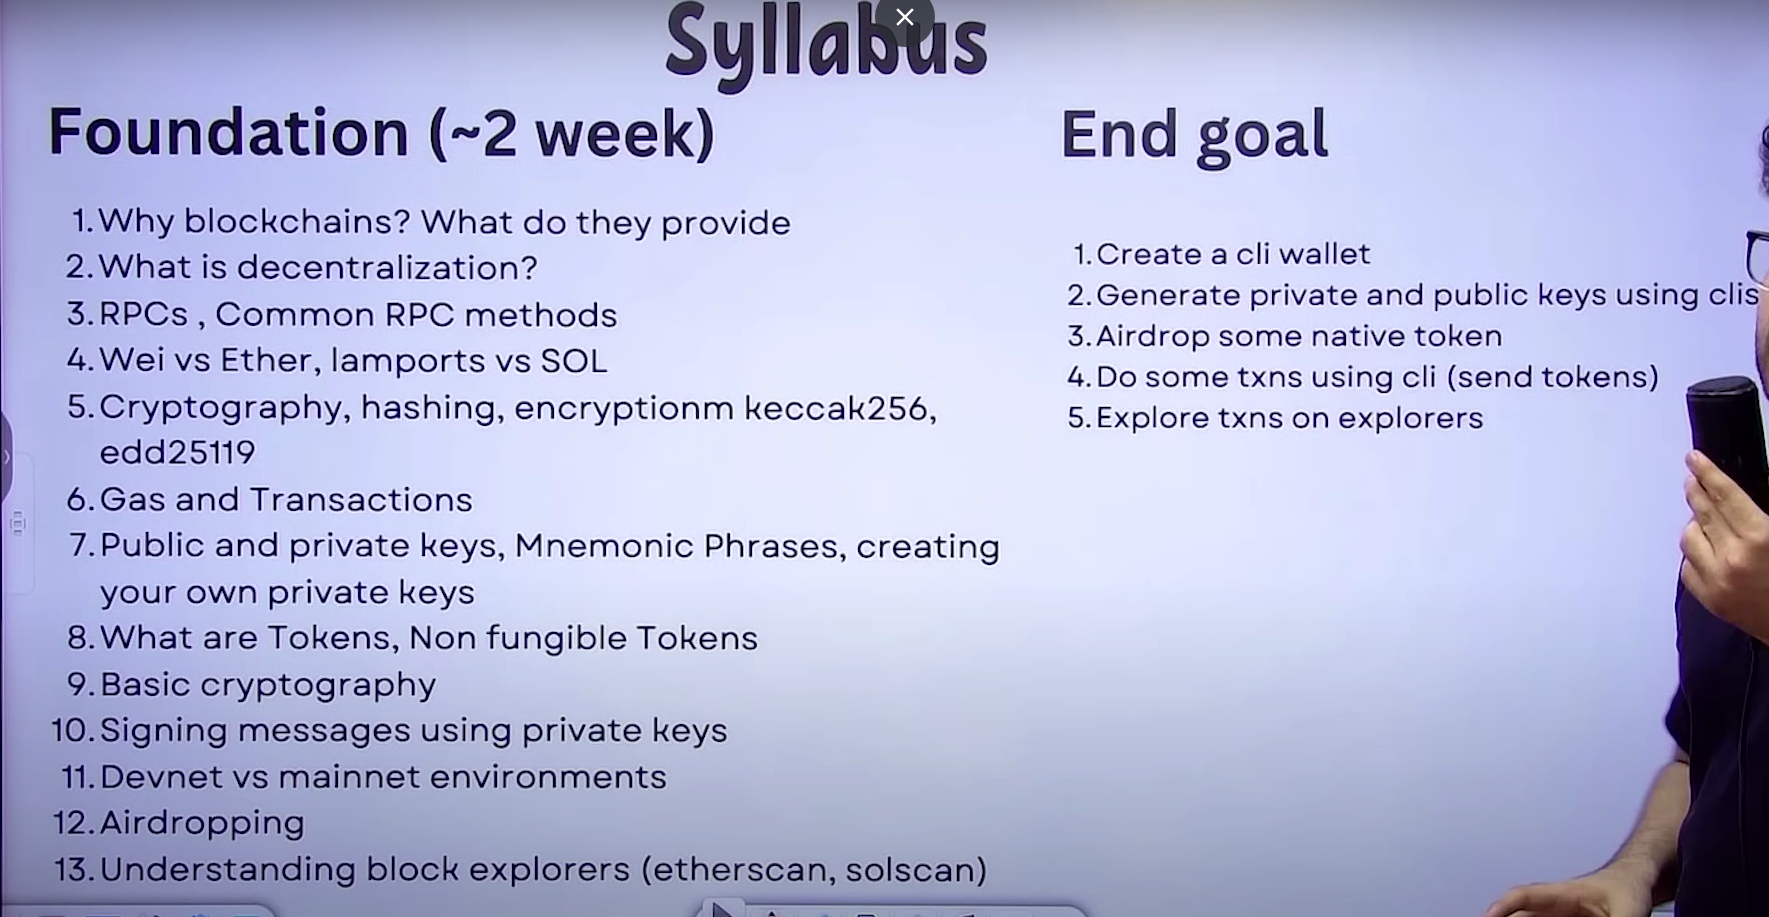 Syllabus
Foundation (~2 week)
1. Why blockchains? What do they provide
2. What is decentralization?
3. RPCs , Common RPC methods
4. Wei vs Ether, lamports vs SOL
5. Cryptography, hashing, encryptionm keccak256,
edd25119
6. Gas and Transactions
7. Public and private keys, Mnemonic Phrases, creating
your own private keys
8. What are Tokens, Non fungible Tokens
9. Basic cryptography
10. Signing messages using private keys
11. Devnet vs mainnet environments
12. Airdropping
13. Understanding block explorers (etherscan, solscan)
End goal
1. Create a cli wallet
2. Generate private and public keys using clis
3. Airdrop some native token
4. Do some txns using cli (send tokens)
5. Explore txns on explorers